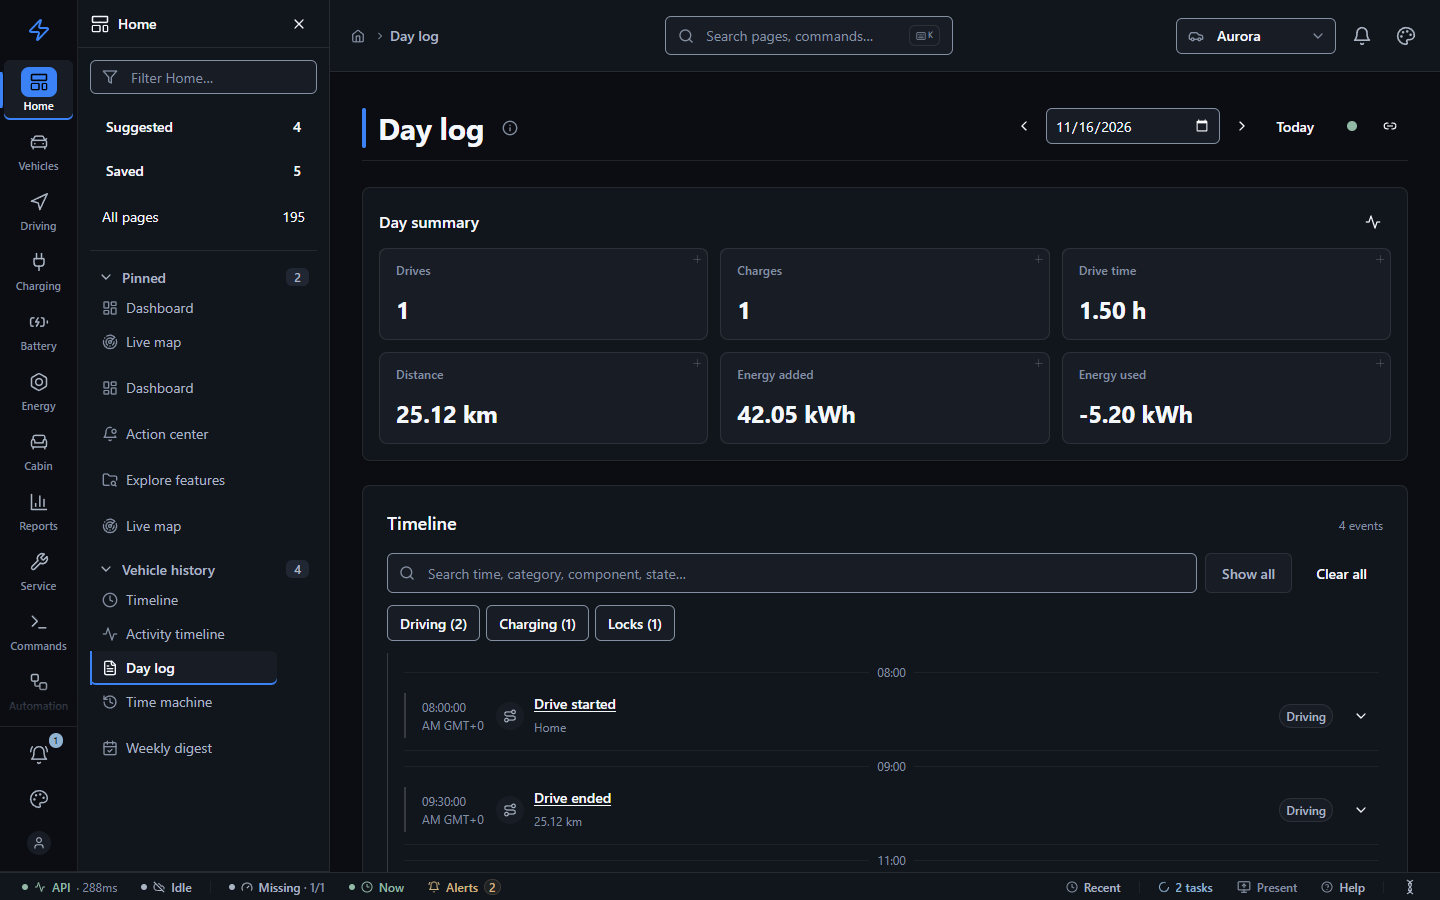 Home
Vehicles
Driving
Charging
Battery
Energy
Cabin
Reports
Service
Commands
Automation
1
Home
Filter Home...
Suggested 4
Saved 5
All pages 195
Pinned 2
Dashboard
Live map
Dashboard
Action center
Explore features
Live map
Vehicle history 4
Timeline
Activity timeline
Day log
Time machine
Weekly digest
Day log
Search pages, commands...
K
Aurora
Day log
11/16/2026
Today
Day summary
Drives
1
Charges
1
Drive time
1.50 h
Distance
25.12 km
Energy added
42.05 kWh
Energy used
-5.20 kWh
Timeline
4 events
Search time, category, component, state...
Show all
Clear all
Driving (2)
Charging (1)
Locks (1)
08:00
08:00:00
AM GMT+0
Drive started
Home
Driving
09:00
09:30:00
AM GMT+0
Drive ended
25.12 km
Driving
11:00
API · 288ms
Idle
Missing · 1/1
Now
Alerts 2
Recent
2 tasks
Present
Help